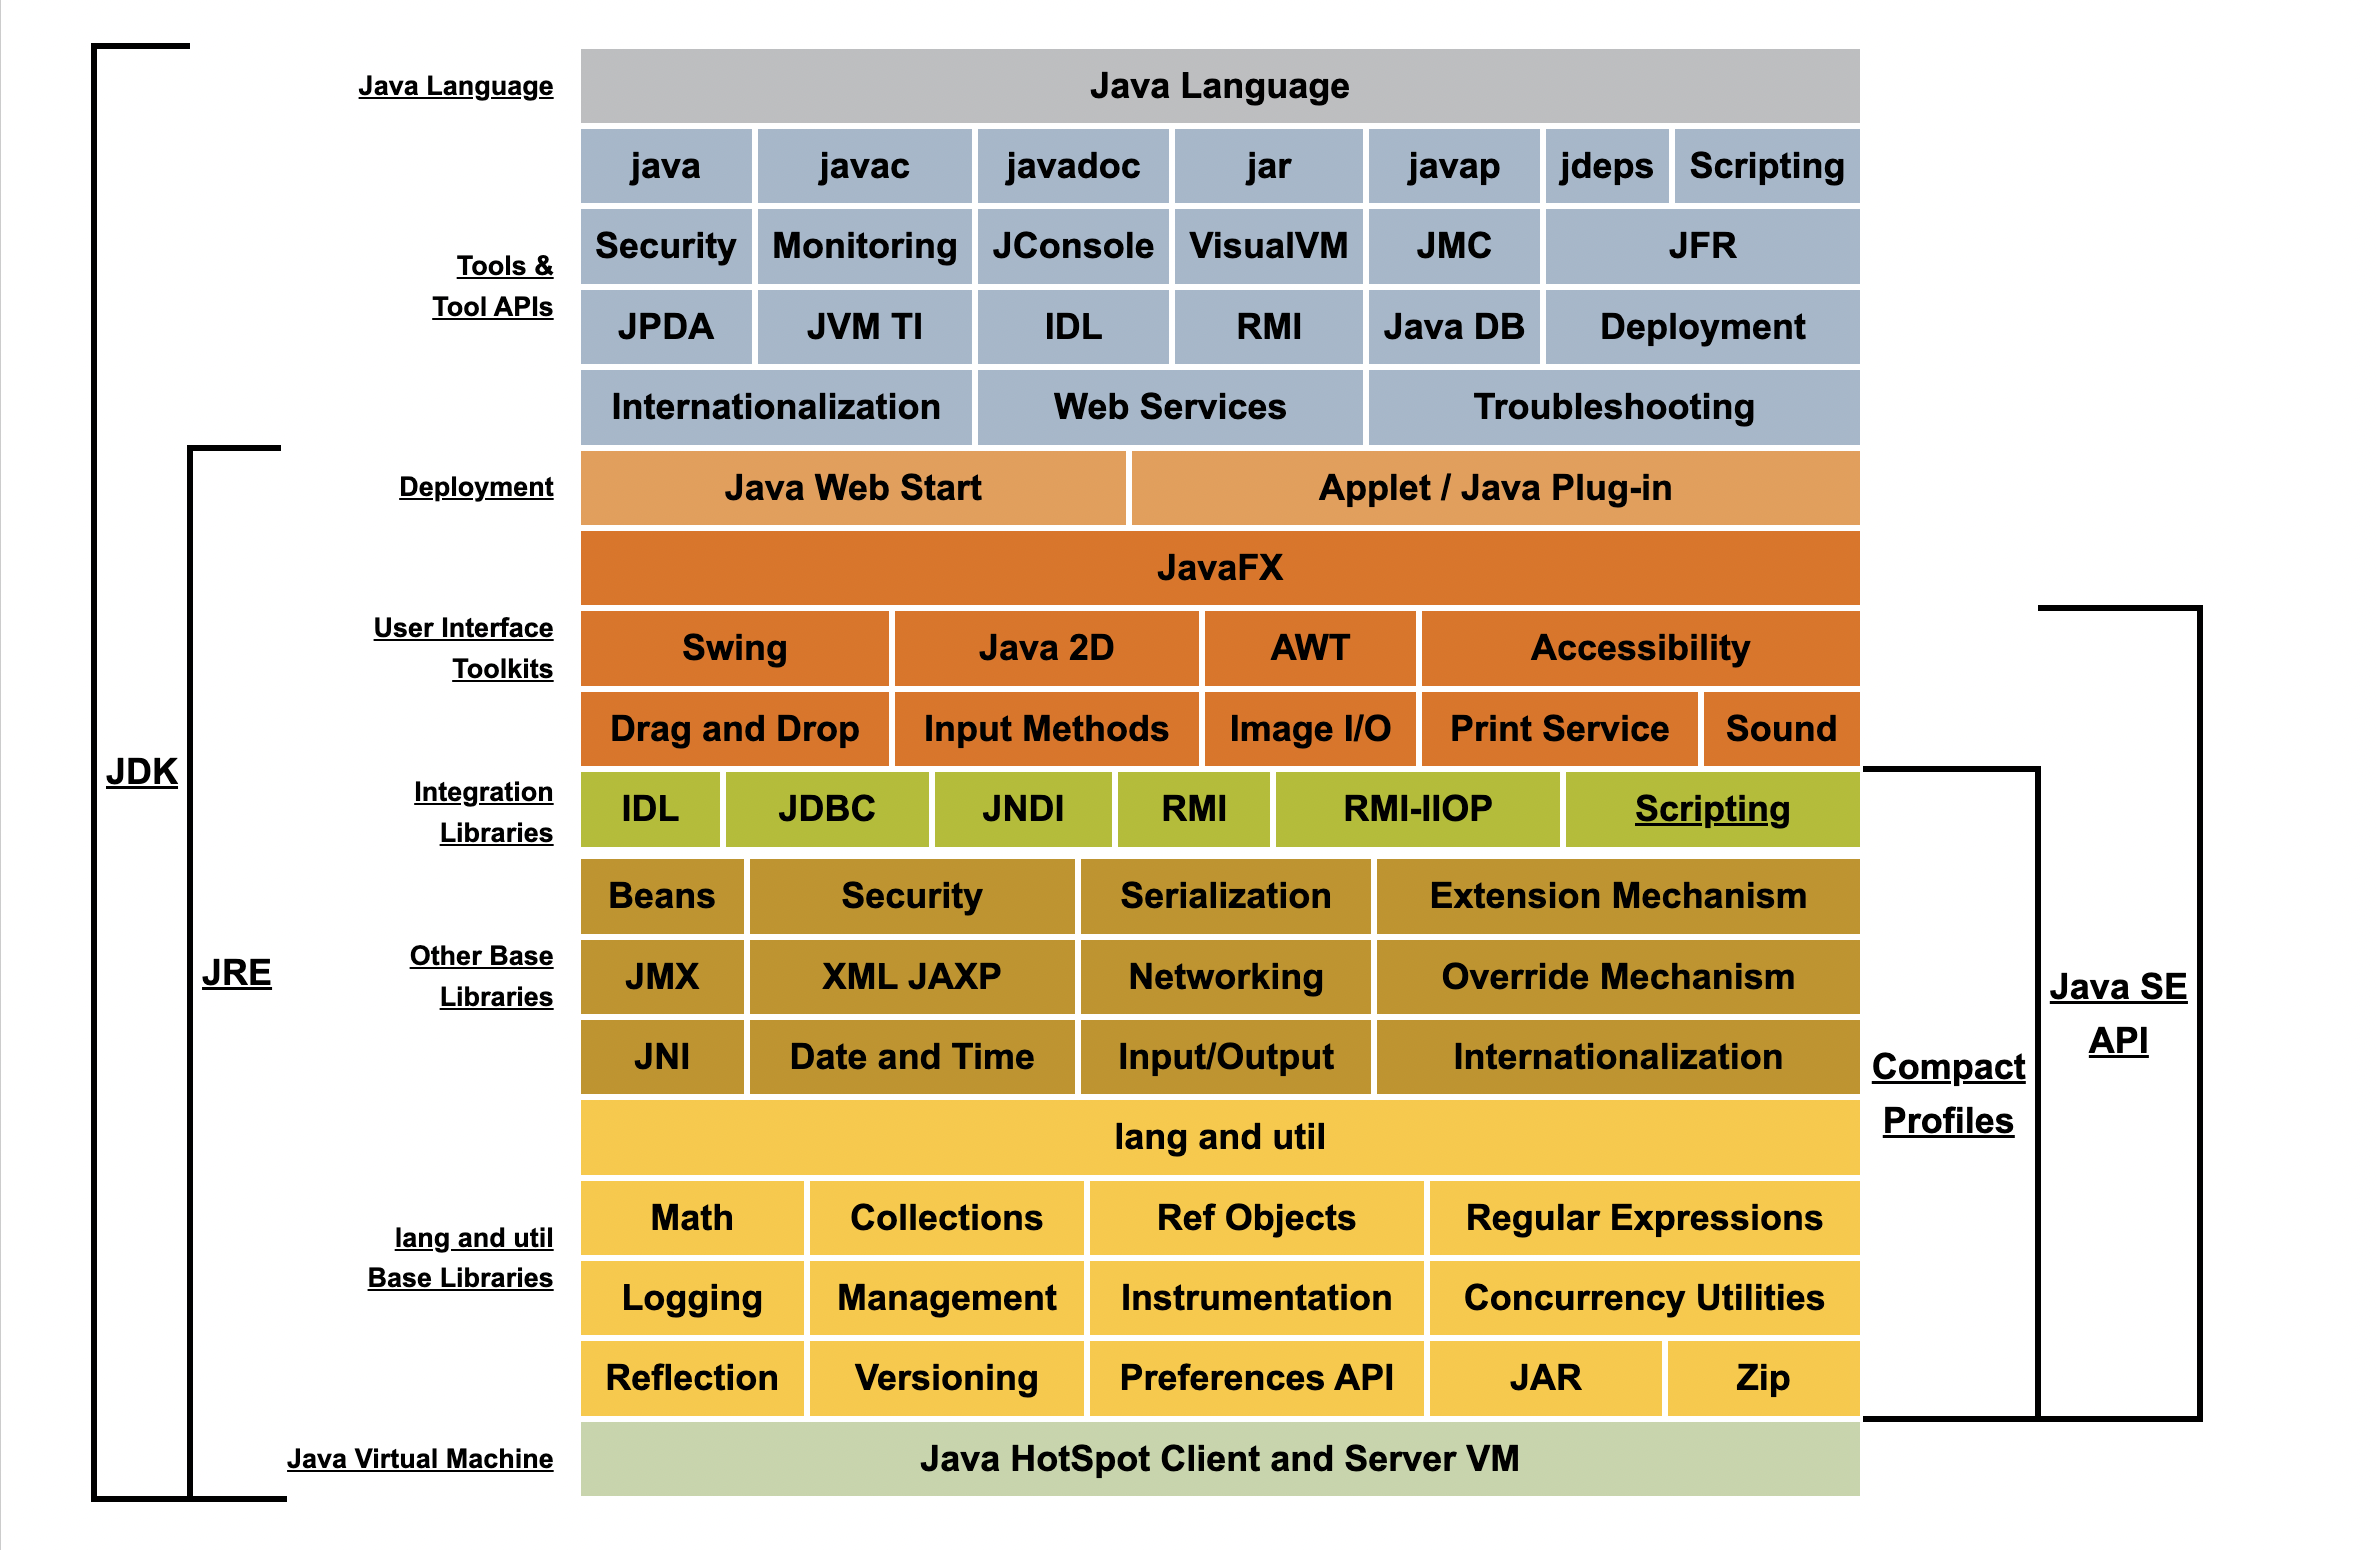 Java Language
Java Language
java javac javadoc jar javap jdeps Scripting
Security Monitoring JConsole VisualVM JMC JFR
Tools &
Tool APIs
JPDA JVM TI IDL RMI Java DB Deployment
Internationalization Web Services Troubleshooting
Deployment
Java Web Start Applet / Java Plug-in
JavaFX
User Interface
Toolkits
Swing Java 2D AWT Accessibility
Drag and Drop Input Methods Image I/O Print Service Sound
JDK
Integration
Libraries
IDL JDBC JNDI RMI RMI-IIOP Scripting
Beans Security Serialization Extension Mechanism
JRE
Other Base
Libraries
JMX XML JAXP Networking Override Mechanism
Java SE
API
JNI Date and Time Input/Output Internationalization
Compact
Profiles
lang and util
lang and util
Base Libraries
Math Collections Ref Objects Regular Expressions
Logging Management Instrumentation Concurrency Utilities
Reflection Versioning Preferences API JAR Zip
Java Virtual Machine
Java HotSpot Client and Server VM